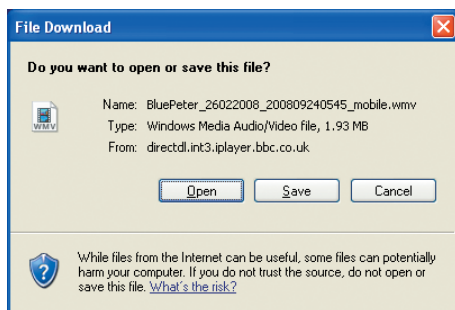 File Download
Do you want to open or save this file?
WMV
Name: BluePeter_26022008_200809240545_mobile.wmv
Type: Windows Media Audio/Video file, 1.93 MB
From: directdl.int3.iplayer.bbc.co.uk
Open Save Cancel
While files from the Internet can be useful, some files can potentially
harm your computer. If you do not trust the source, do not open or
save this file. What's the risk?